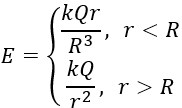 E = { kQr / R³ , r < R
kQ / r² , r > R